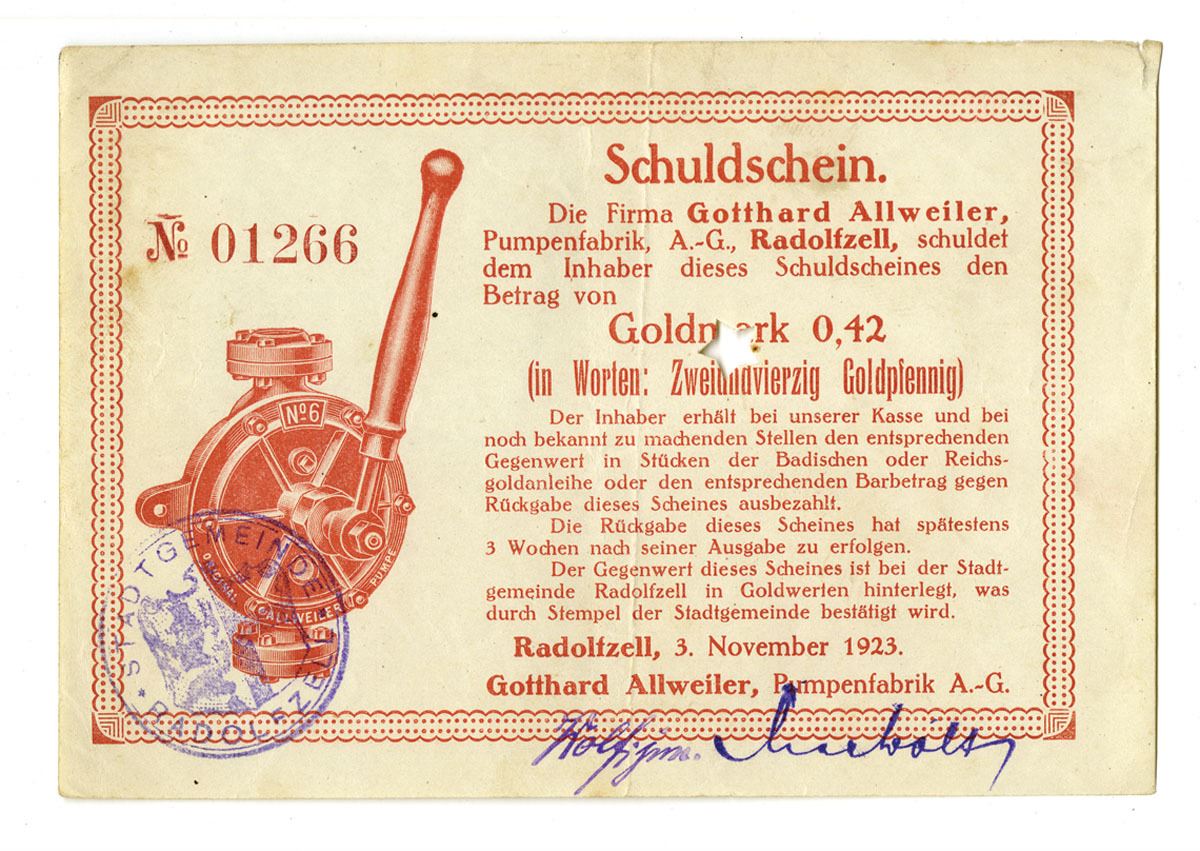 Schuldschein.
№ 01266
Die Firma Gotthard Allweiler,
Pumpenfabrik, A.-G., Radolfzell, schuldet
dem Inhaber dieses Schuldscheines den
Betrag von
Goldmark 0,42
(in Worten: Zweiundvierzig Goldpfennig)
Der Inhaber erhält bei unserer Kasse und bei
noch bekannt zu machenden Stellen den entsprechenden
Gegenwert in Stücken der Badischen oder Reichs-
goldanleihe oder den entsprechenden Barbetrag gegen
Rückgabe dieses Scheines ausbezahlt.
Die Rückgabe dieses Scheines hat spätestens
3 Wochen nach seiner Ausgabe zu erfolgen.
Der Gegenwert dieses Scheines ist bei der Stadt-
gemeinde Radolfzell in Goldwerten hinterlegt, was
durch Stempel der Stadtgemeinde bestätigt wird.
Radolfzell, 3. November 1923.
Gotthard Allweiler, Pumpenfabrik A.-G.
№ 6
ALLWEILER
PUMPE
STADTGEMEINDE
RADOLFZELL